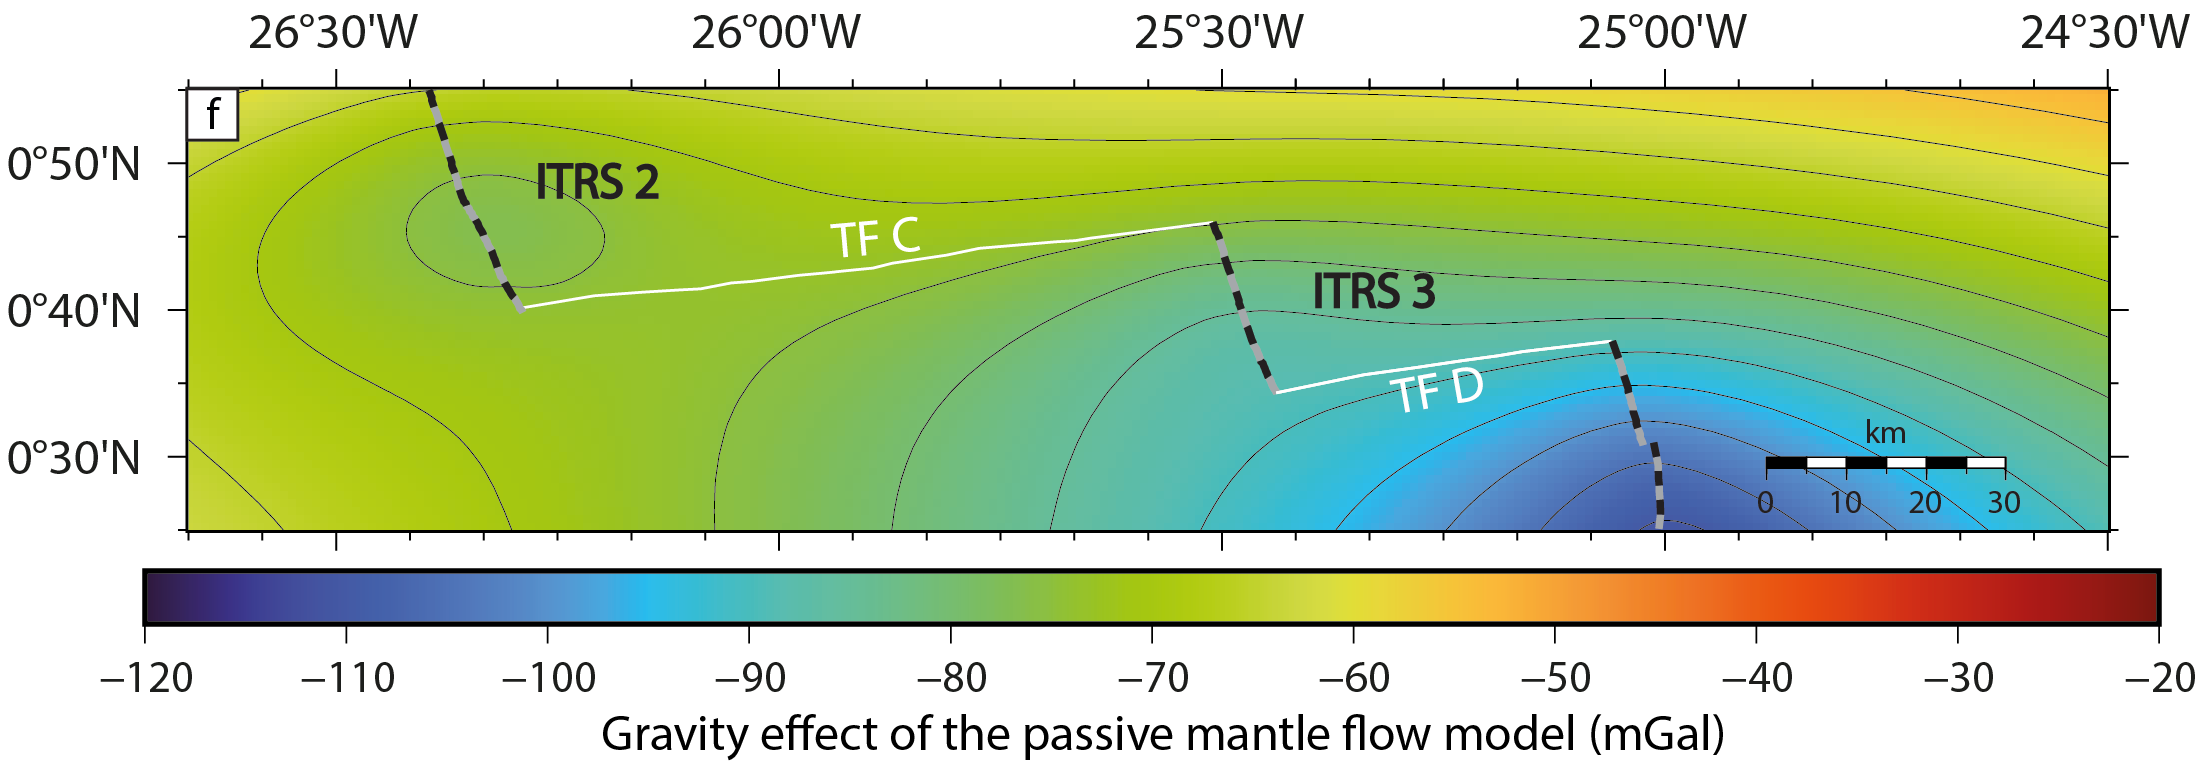 26°30'W 26°00'W 25°30'W 25°00'W 24°30'W
f
0°50'N
ITRS 2
TF C
0°40'N
ITRS 3
TF D
km
0°30'N
0 10 20 30
−120 −110 −100 −90 −80 −70 −60 −50 −40 −30 −20
Gravity effect of the passive mantle flow model (mGal)